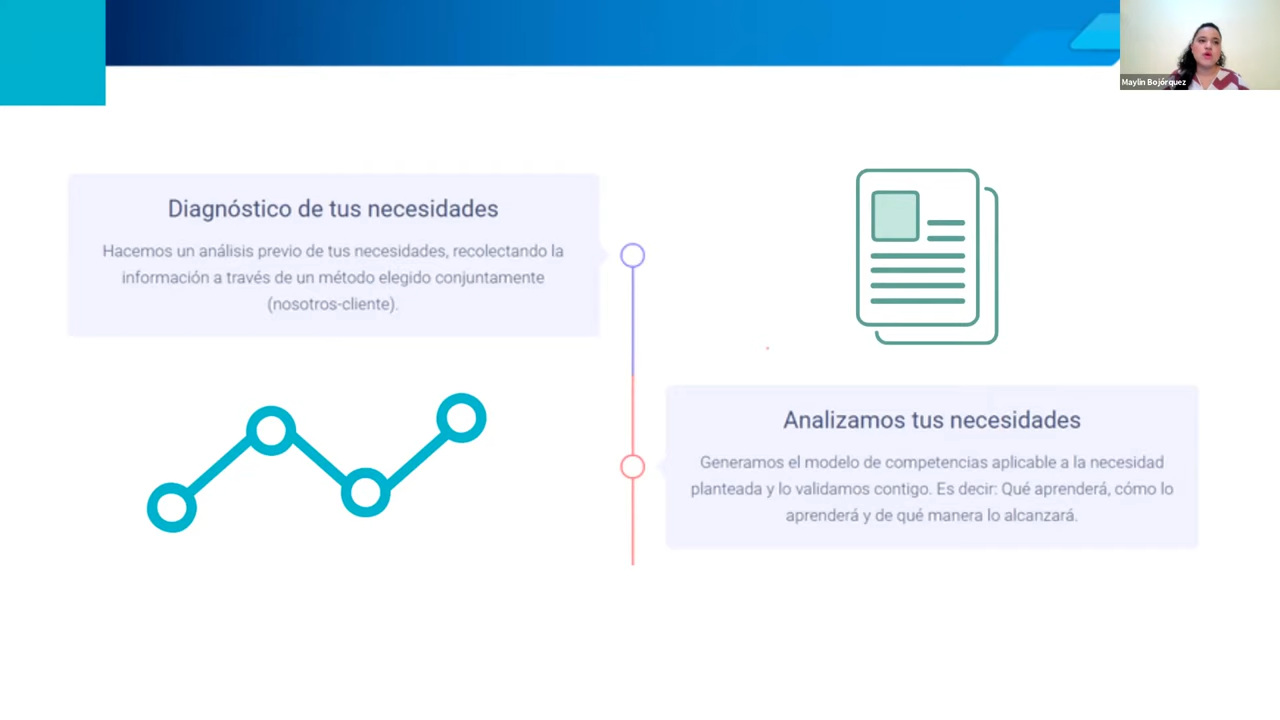 Maylin Bojórquez
Diagnóstico de tus necesidades
Hacemos un análisis previo de tus necesidades, recolectando la
información a través de un método elegido conjuntamente
(nosotros-cliente).
Analizamos tus necesidades
Generamos el modelo de competencias aplicable a la necesidad
planteada y lo validamos contigo. Es decir: Qué aprenderá, cómo lo
aprenderá y de qué manera lo alcanzará.